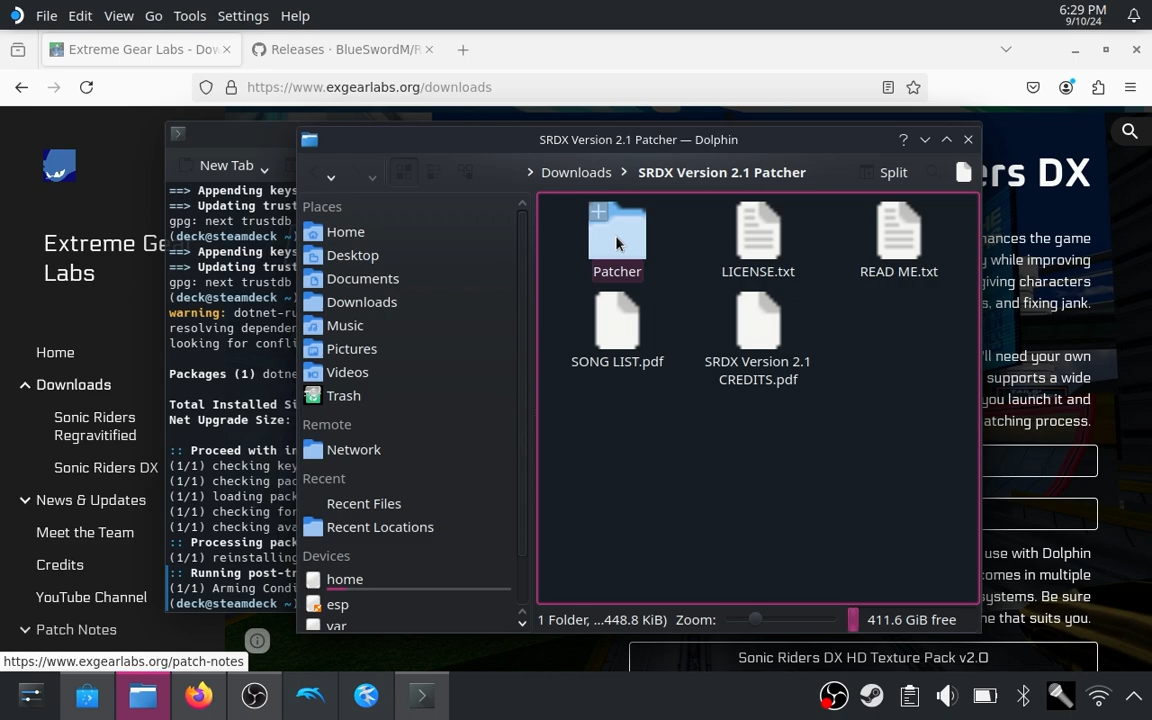 File Edit View Go Tools Settings Help
6:29 PM
9/10/24
Extreme Gear Labs - Dow
Releases · BlueSwordM/R
https://www.exgearlabs.org/downloads
Extreme Ge
Labs
Home
Downloads
Sonic Riders
Regravitified
Sonic Riders DX
News & Updates
Meet the Team
Credits
YouTube Channel
Patch Notes
https://www.exgearlabs.org/patch-notes
New Tab
==> Appending keys
==> Updating trust
gpg: next trustdb
(deck@steamdeck ~)
==> Appending keys
==> Updating trust
gpg: next trustdb
(deck@steamdeck ~)
warning: dotnet-ru
resolving dependen
looking for confli
Packages (1) dotne
Total Installed Si
Net Upgrade Size:
:: Proceed with in
(1/1) checking key
(1/1) checking pac
(1/1) loading pack
(1/1) checking for
(1/1) checking ava
:: Processing pack
(1/1) reinstalling
:: Running post-tr
(1/1) Arming Condi
(deck@steamdeck ~)
SRDX Version 2.1 Patcher — Dolphin
Downloads
SRDX Version 2.1 Patcher
Split
Places
Home
Desktop
Documents
Downloads
Music
Pictures
Videos
Trash
Remote
Network
Recent
Recent Files
Recent Locations
Devices
home
esp
var
Patcher
LICENSE.txt
READ ME.txt
SONG LIST.pdf
SRDX Version 2.1
CREDITS.pdf
1 Folder, ...448.8 KiB)
Zoom:
411.6 GiB free
ers DX
hances the game
y while improving
giving characters
s, and fixing jank.
'll need your own
supports a wide
you launch it and
atching process.
use with Dolphin
comes in multiple
ystems. Be sure
ne that suits you.
Sonic Riders DX HD Texture Pack v2.0